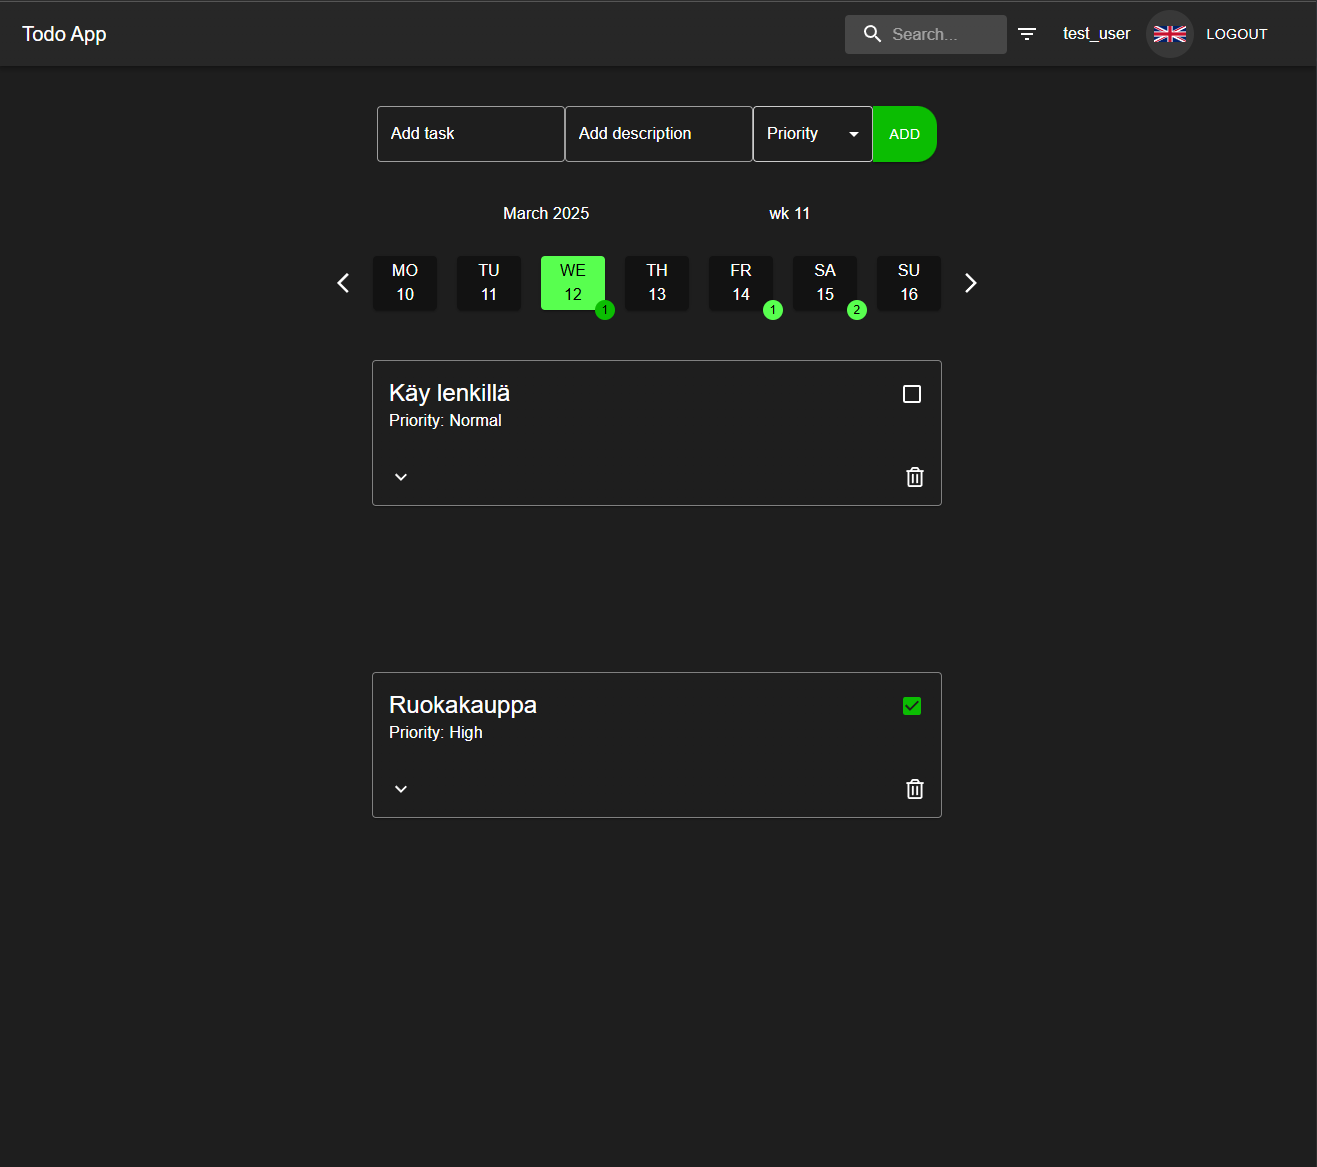 Todo App
Search...
test_user
LOGOUT
Add task
Add description
Priority
ADD
March 2025
wk 11
MO
10
TU
11
WE
12
1
TH
13
FR
14
1
SA
15
2
SU
16
Käy lenkillä
Priority: Normal
Ruokakauppa
Priority: High